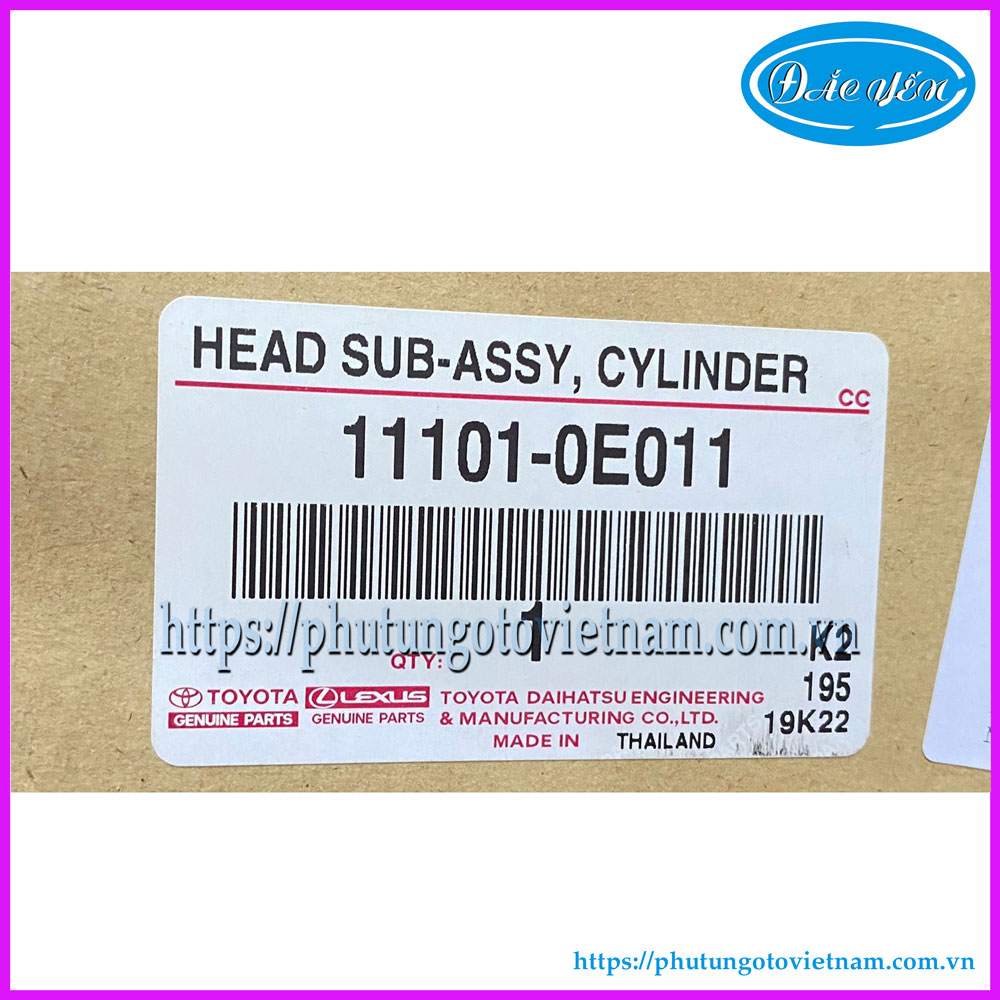 ĐẮC YẾN
HEAD SUB-ASSY, CYLINDER
CC
11101-0E011
https://phutungotovietnam.com.vn
QTY: 1
K2
195
19K22
TOYOTA
GENUINE PARTS
LEXUS
GENUINE PARTS
TOYOTA DAIHATSU ENGINEERING
& MANUFACTURING CO., LTD.
MADE IN THAILAND
https://phutungotovietnam.com.vn